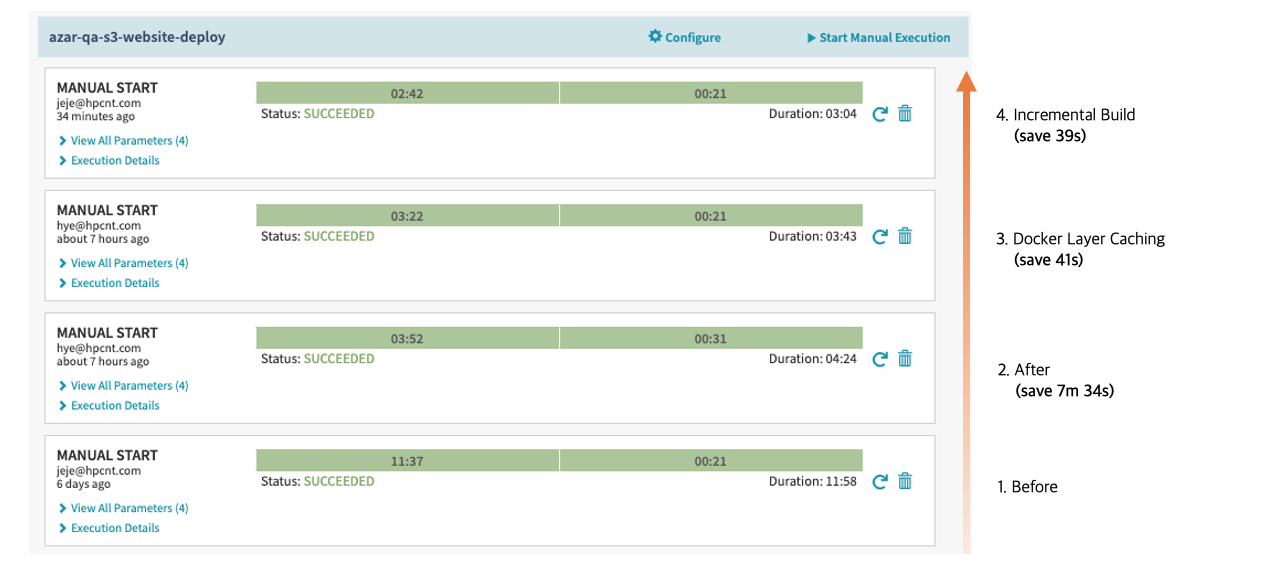 azar-qa-s3-website-deploy Configure Start Manual Execution
MANUAL START
jeje@hpcnt.com
34 minutes ago
02:42 00:21
Status: SUCCEEDED Duration: 03:04
View All Parameters (4)
Execution Details
4. Incremental Build
(save 39s)
MANUAL START
hye@hpcnt.com
about 7 hours ago
03:22 00:21
Status: SUCCEEDED Duration: 03:43
View All Parameters (4)
Execution Details
3. Docker Layer Caching
(save 41s)
MANUAL START
hye@hpcnt.com
about 7 hours ago
03:52 00:31
Status: SUCCEEDED Duration: 04:24
View All Parameters (4)
Execution Details
2. After
(save 7m 34s)
MANUAL START
jeje@hpcnt.com
6 days ago
11:37 00:21
Status: SUCCEEDED Duration: 11:58
View All Parameters (4)
Execution Details
1. Before